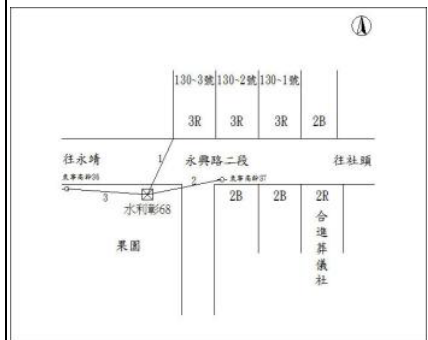 130~3號 130~2號 130~1號
3R 3R 3R 2B
往永靖 1 永興路二段 往社頭
2
3
水利彰68
2B 2B 2R
果園
合進葬儀社